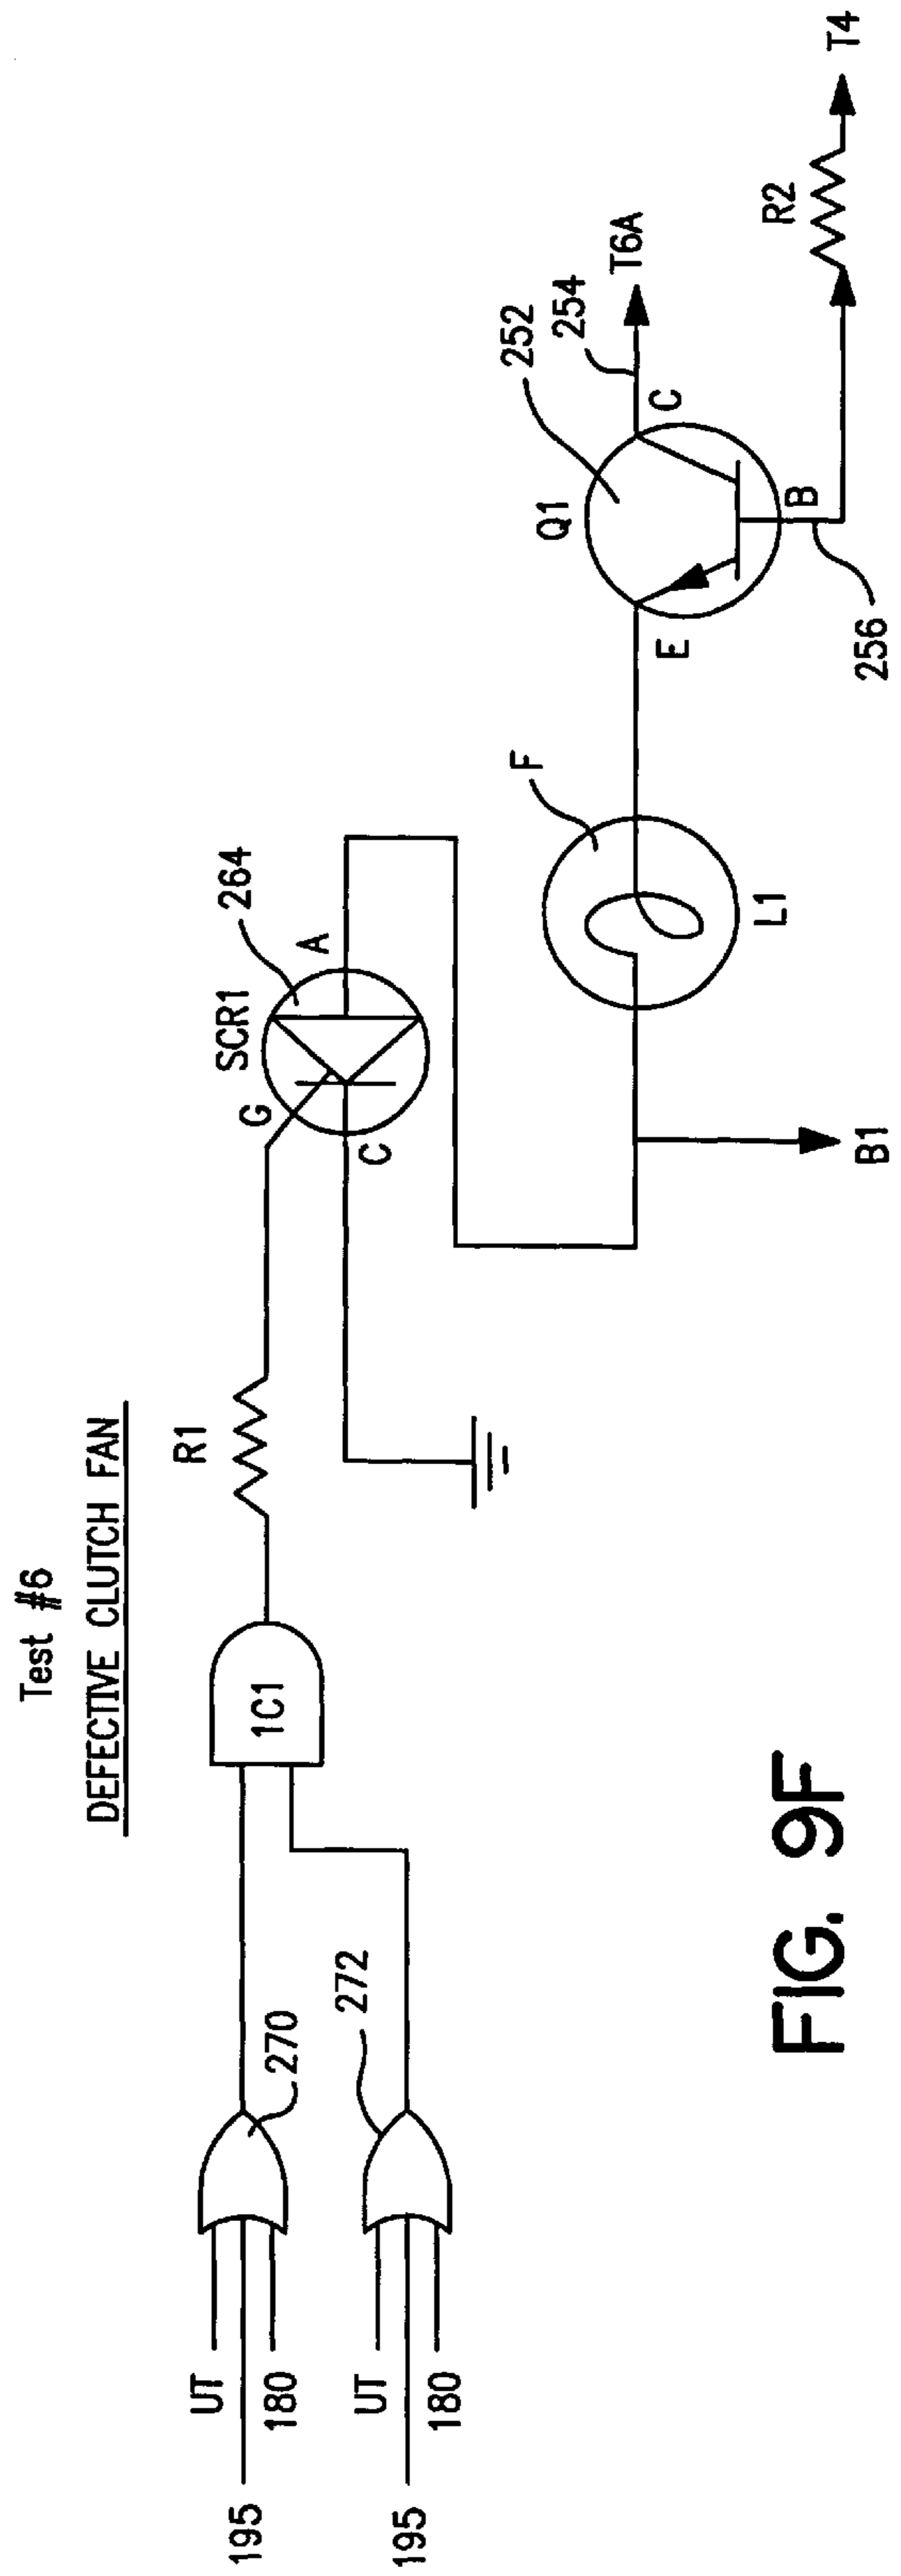 Test #6
DEFECTIVE CLUTCH FAN
UT
195
180
270
UT
195
180
272
1C1
R1
G
SCR1
264
A
C
F
L1
B1
E
Q1
252
C
254
T6A
B
256
R2
T4
FIG. 9F